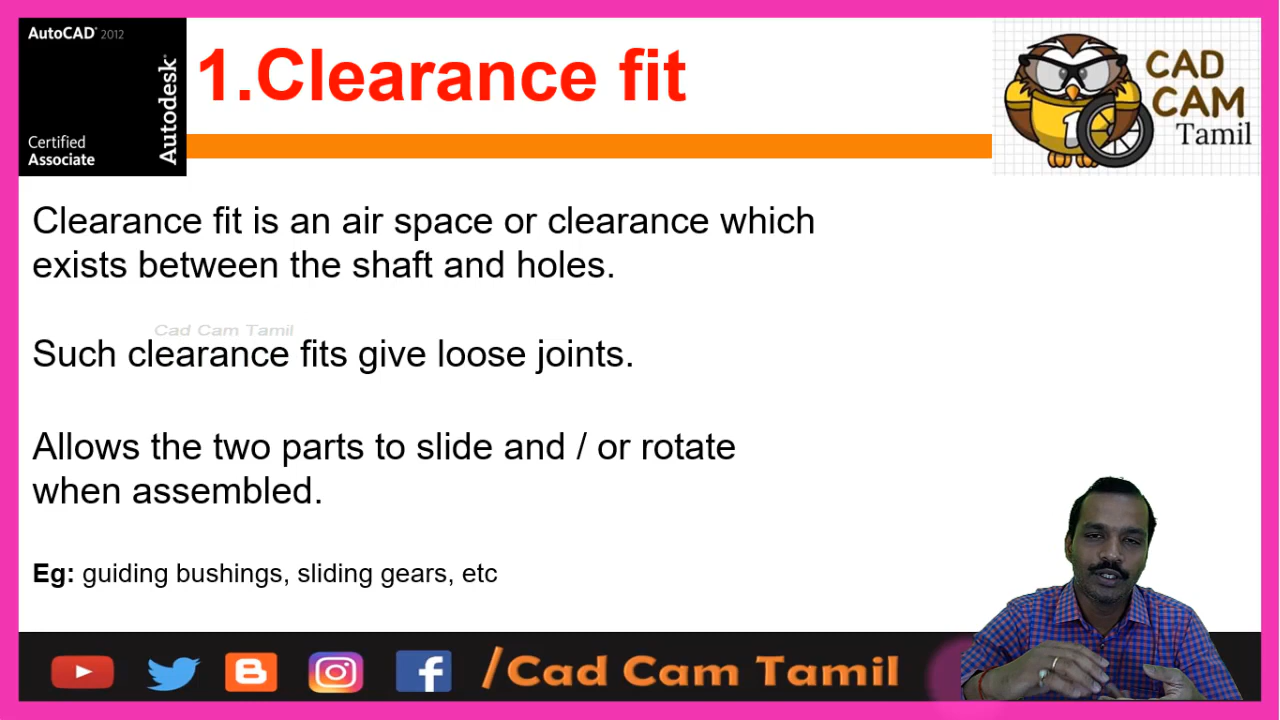 AutoCAD® 2012
Autodesk®
Certified
Associate
1.Clearance fit
CAD
CAM
Tamil
1
Clearance fit is an air space or clearance which
exists between the shaft and holes.
Cad Cam Tamil
Such clearance fits give loose joints.
Allows the two parts to slide and / or rotate
when assembled.
Eg: guiding bushings, sliding gears, etc
/Cad Cam Tamil